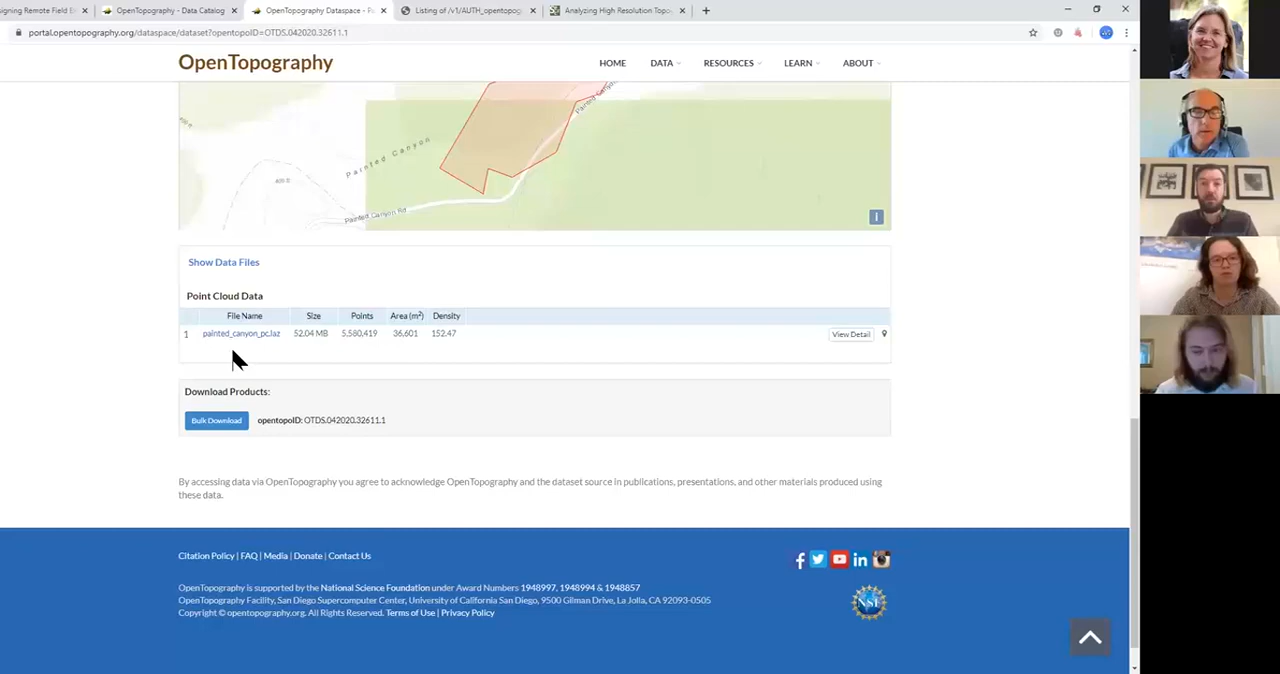 signing Remote Field E
OpenTopography - Data Catalog
OpenTopography Dataspace - Pa
Listing of /v1/AUTH_opentopog
Analyzing High Resolution Topo
portal.opentopography.org/dataspace/dataset?opentopoID=OTDS.042020.32611.1
OpenTopography
HOME DATA RESOURCES LEARN ABOUT
Painted Canyo
Painted Canyon
Painted Canyon Rd
i
Show Data Files
Point Cloud Data
File Name Size Points Area (m²) Density
1 painted_canyon_pc.laz 52.04 MB 5,580,419 36,601 152.47 View Detail
Download Products:
Bulk Download opentopoID: OTDS.042020.32611.1
By accessing data via OpenTopography you agree to acknowledge OpenTopography and the dataset source in publications, presentations, and other materials produced using
these data.
Citation Policy | FAQ | Media | Donate | Contact Us
OpenTopography is supported by the National Science Foundation under Award Numbers 1948997, 1948994 & 1948857
OpenTopography Facility, San Diego Supercomputer Center, University of California San Diego, 9500 Gilman Drive, La Jolla, CA 92093-0505
Copyright © opentopography.org. All Rights Reserved. Terms of Use | Privacy Policy
NSF